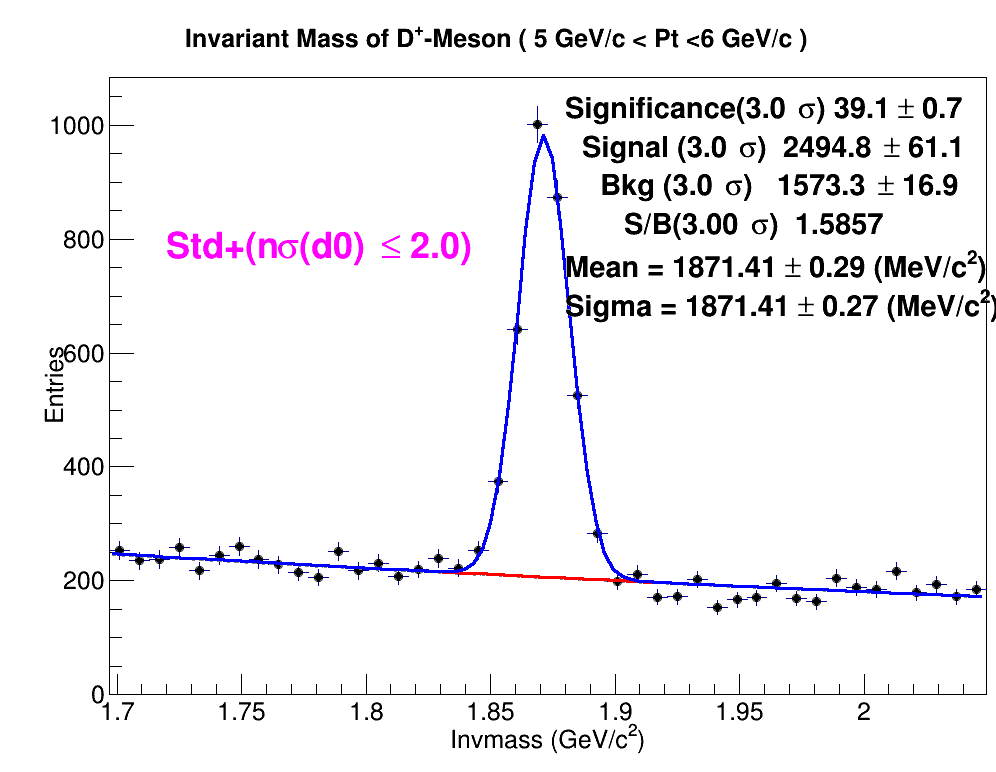 Invariant Mass of D⁺-Meson ( 5 GeV/c < Pt <6 GeV/c )
Significance(3.0 σ) 39.1 ± 0.7
Signal (3.0 σ) 2494.8 ± 61.1
Bkg (3.0 σ) 1573.3 ± 16.9
S/B(3.00 σ) 1.5857
Mean = 1871.41 ± 0.29 (MeV/c²)
Sigma = 1871.41 ± 0.27 (MeV/c²)
Std+(nσ(d0) ≤ 2.0)
Entries
1000
800
600
400
200
0
1.7 1.75 1.8 1.85 1.9 1.95 2
Invmass (GeV/c²)